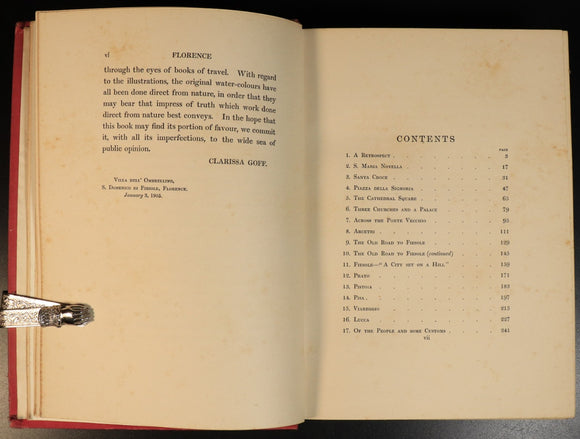 vi FLORENCE
through the eyes of books of travel. With regard
to the illustrations, the original water-colours have
all been done direct from nature, in order that they
may bear that impress of truth which work done
direct from nature best conveys. In the hope that
this book may find its portion of favour, we commit
it, with all its imperfections, to the wide sea of
public opinion.
CLARISSA GOFF.
Villa dell' Ombrellino,
S. Domenico di Fiesole, Florence.
January 3, 1905.
CONTENTS
PAGE
1. A Retrospect . . . . . . . . 3
2. S. Maria Novella . . . . . . . 17
3. Santa Croce . . . . . . . . 31
4. Piazza della Signoria . . . . . . 47
5. The Cathedral Square . . . . . . 63
6. Three Churches and a Palace . . . . . 79
7. Across the Ponte Vecchio . . . . . 93
8. Arcetri . . . . . . . . . 111
9. The Old Road to Fiesole . . . . . 129
10. The Old Road to Fiesole (continued) . . . . 145
11. Fiesole—"A City set on a Hill" . . . . 159
12. Prato . . . . . . . . . 171
13. Pistoia . . . . . . . . . 183
14. Pisa . . . . . . . . . . 197
15. Viareggio . . . . . . . . 215
16. Lucca . . . . . . . . . 227
17. Of the People and some Customs . . . . 241
vii